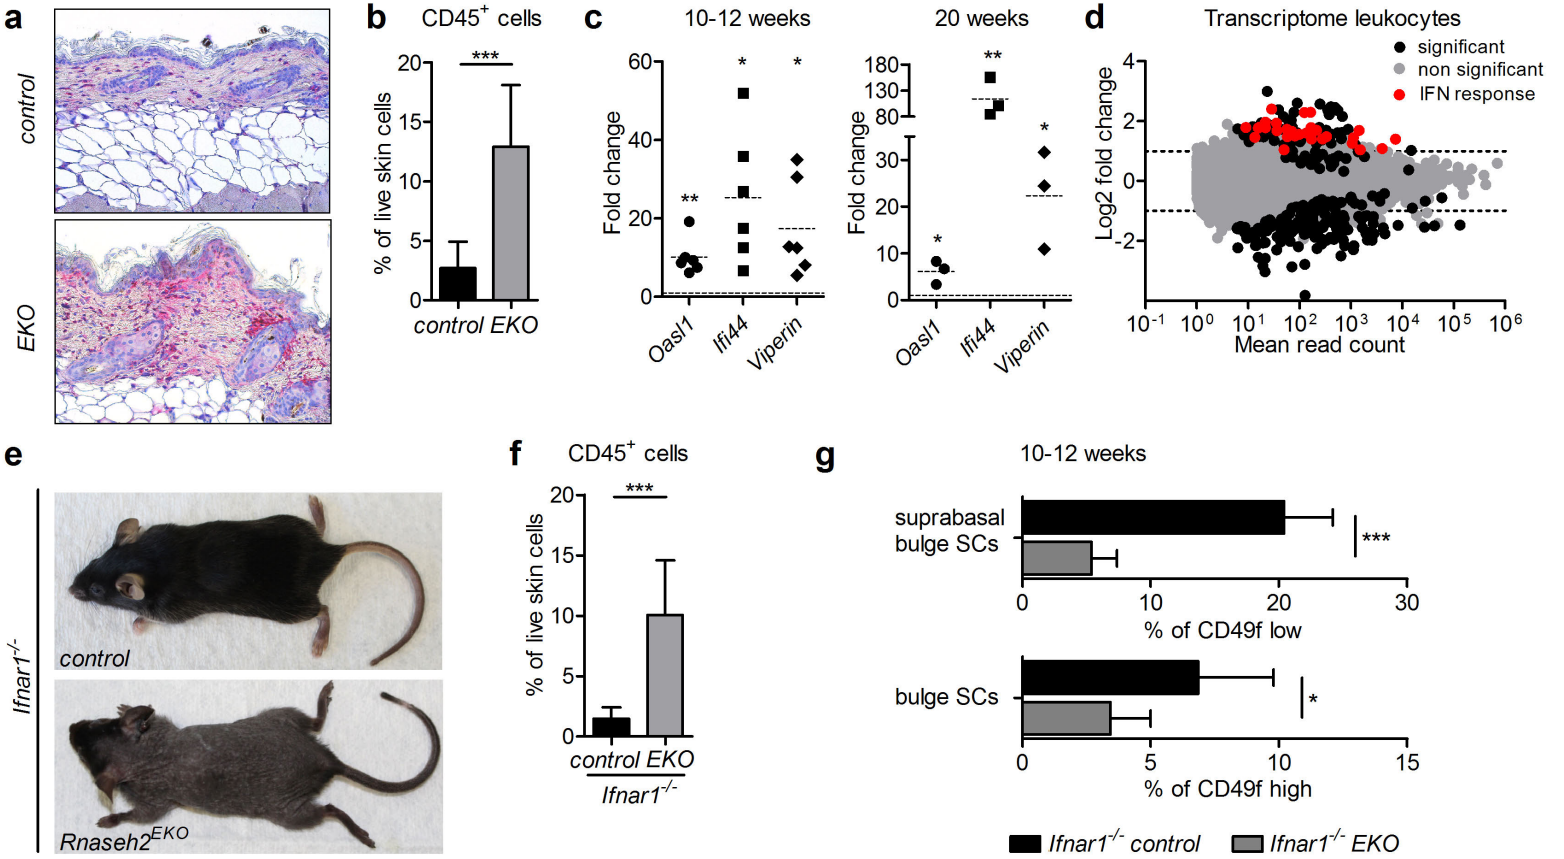 a
control
EKO
b
CD45+ cells
% of live skin cells
20
15
10
5
0
***
control EKO
c
10-12 weeks
Fold change
60
40
20
0
**
*
*
Oasl1
Ifi44
Viperin
20 weeks
Fold change
180
130
80
30
20
10
0
*
**
*
Oasl1
Ifi44
Viperin
d
Transcriptome leukocytes
significant
non significant
IFN response
Log2 fold change
4
2
0
-2
10-1
100
101
102
103
104
105
106
Mean read count
e
Ifnar1-/-
control
Rnaseh2EKO
f
CD45+ cells
% of live skin cells
20
15
10
5
0
***
control EKO
Ifnar1-/-
g
10-12 weeks
suprabasal
bulge SCs
***
0 10 20 30
% of CD49f low
bulge SCs
*
0 5 10 15
% of CD49f high
Ifnar1-/- control
Ifnar1-/- EKO